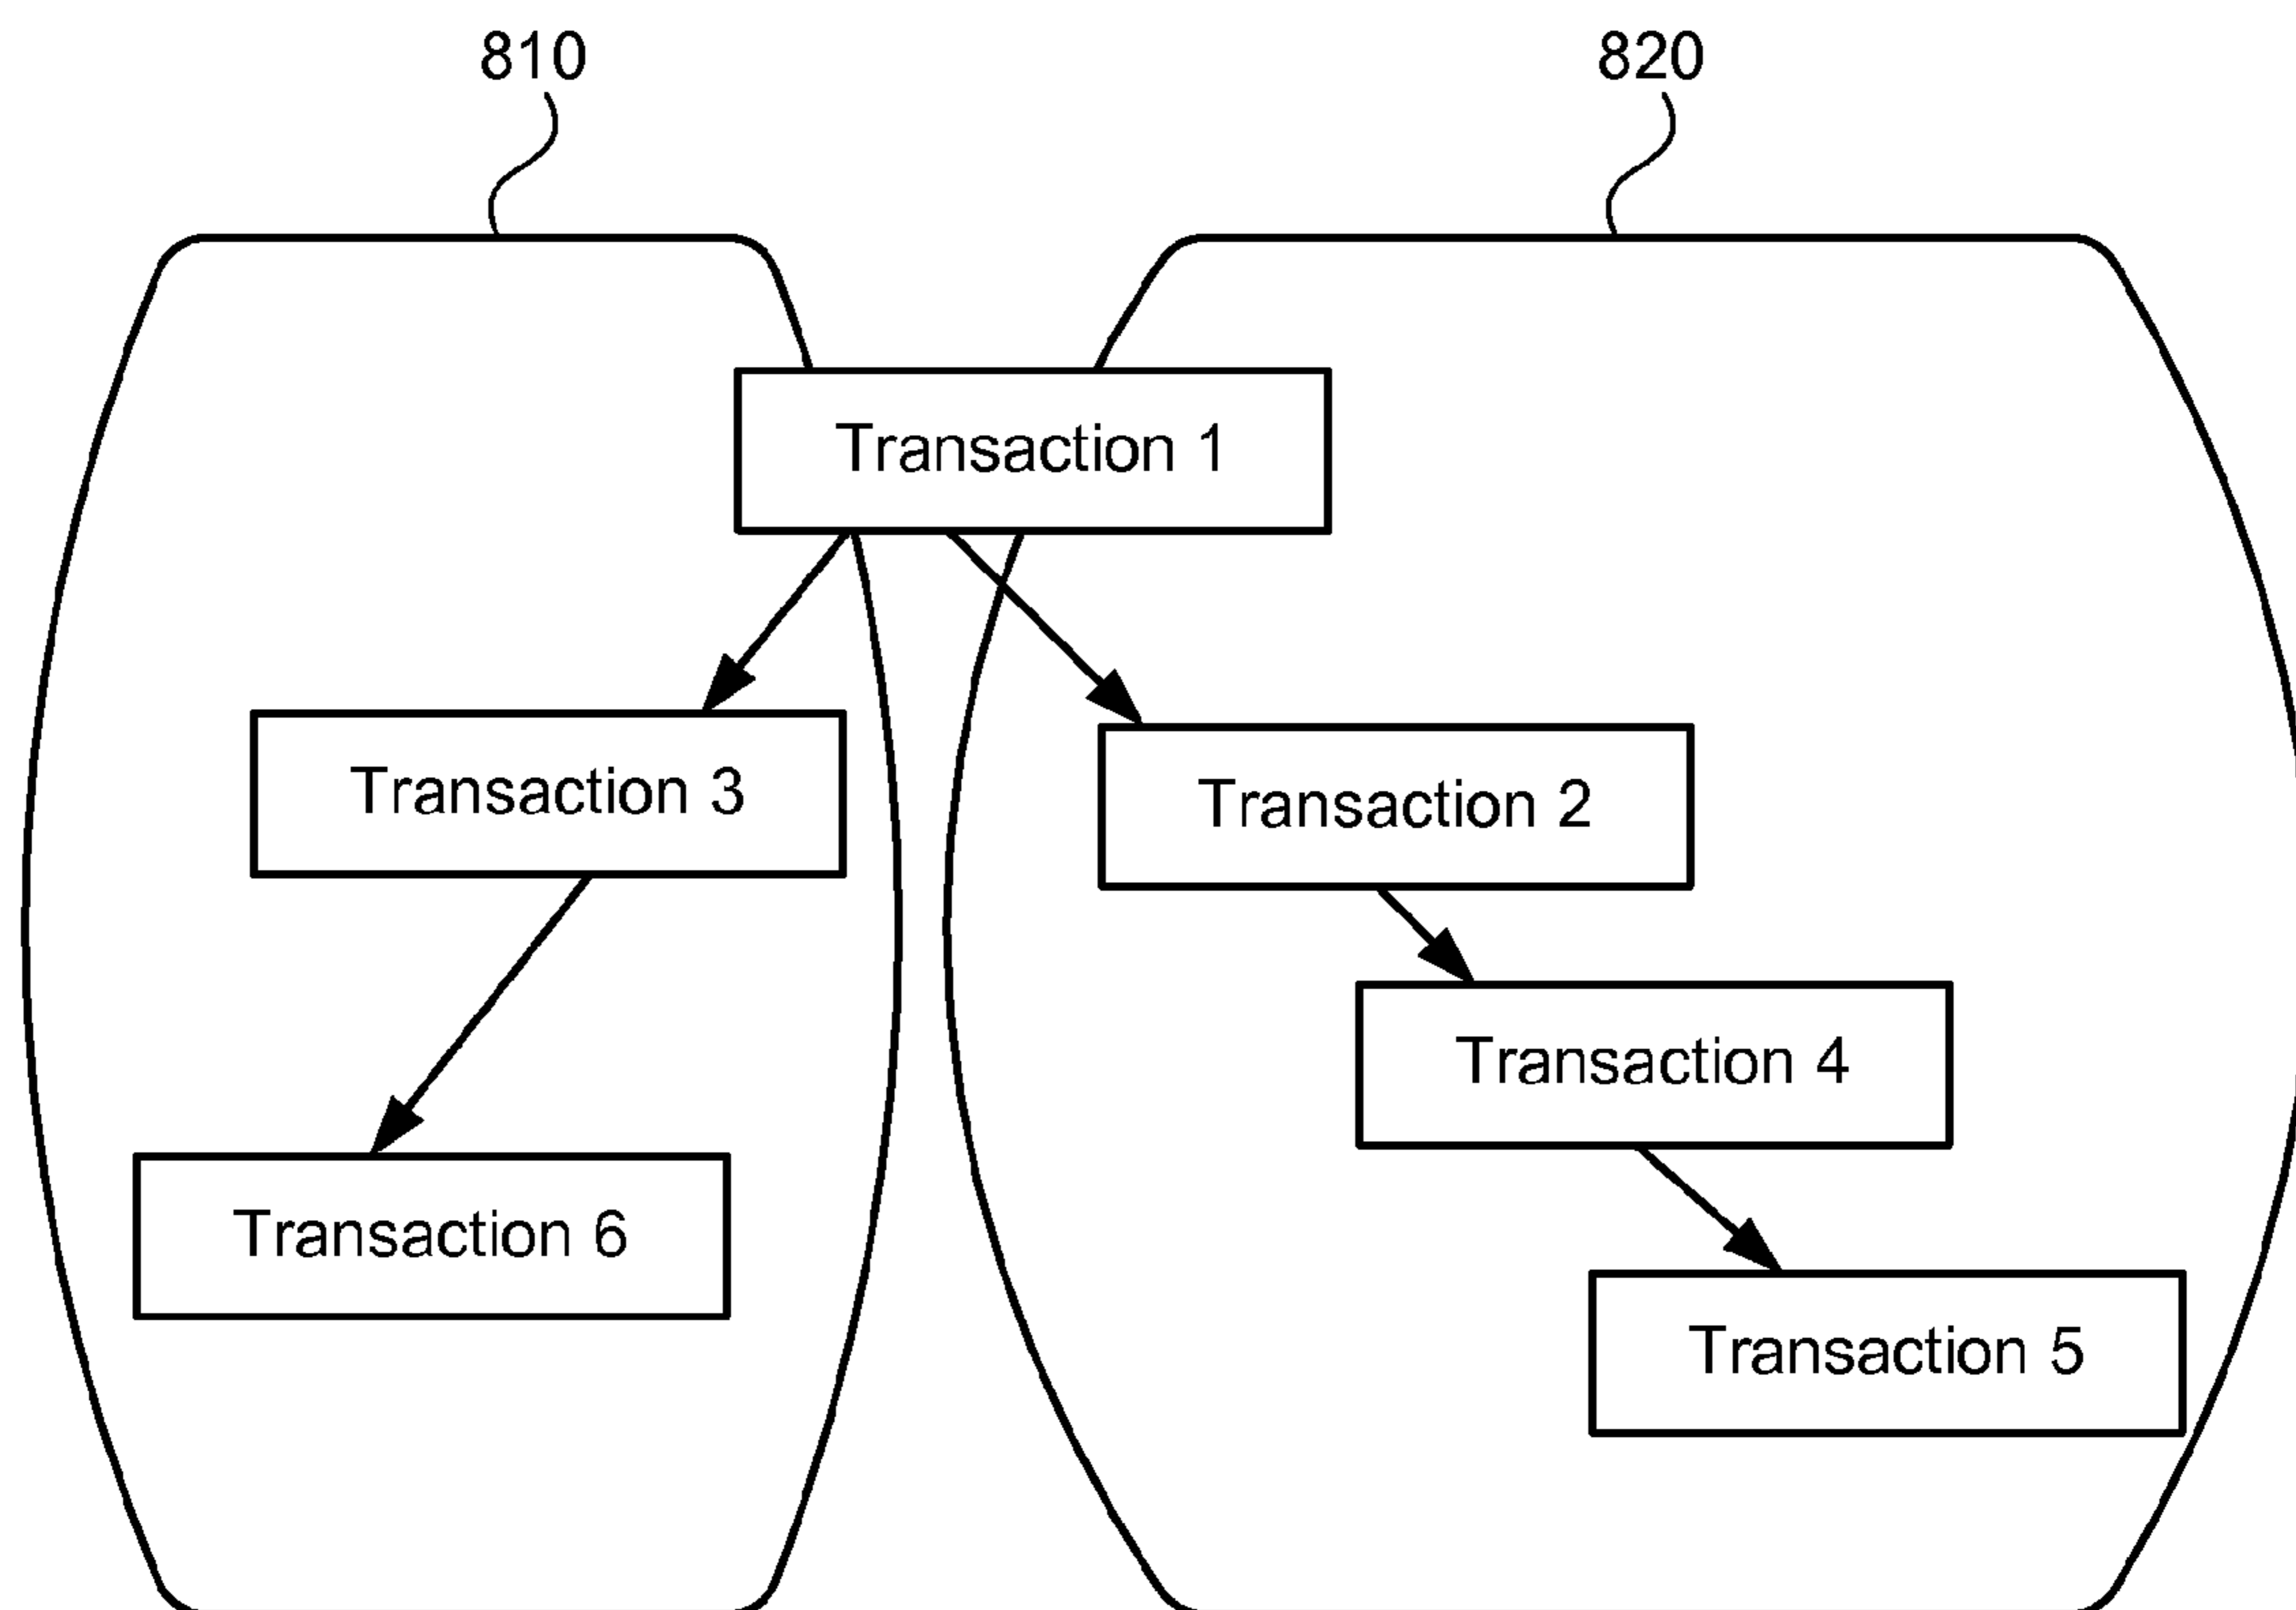 810
820
Transaction 1
Transaction 3
Transaction 2
Transaction 4
Transaction 6
Transaction 5